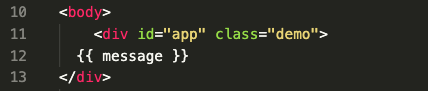 10 <body>
11 <div id="app" class="demo">
12 {{ message }}
13 </div>